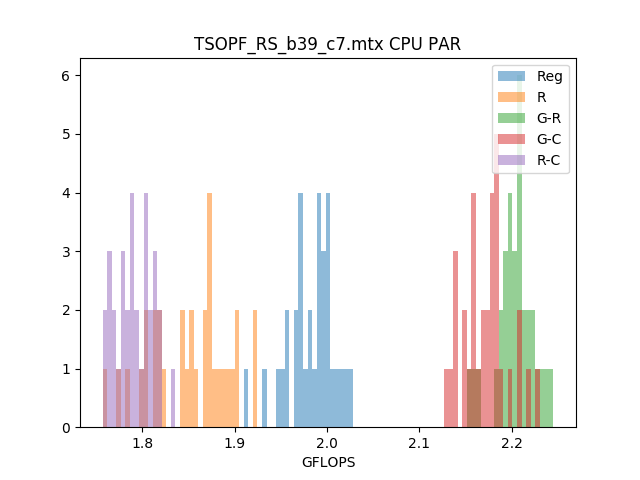 TSOPF_RS_b39_c7.mtx CPU PAR
6
5
4
3
2
1
0
Reg
R
G-R
G-C
R-C
1.8 1.9 2.0 2.1 2.2
GFLOPS